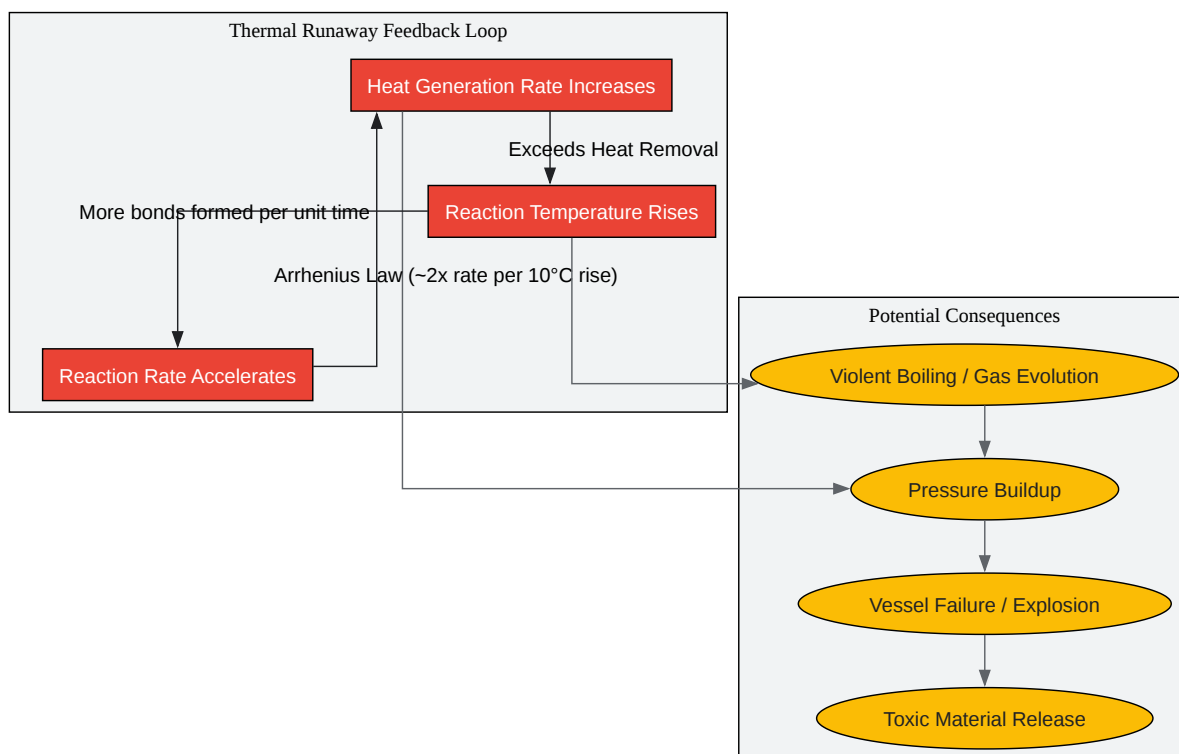 Thermal Runaway Feedback Loop
Heat Generation Rate Increases
Exceeds Heat Removal
Reaction Temperature Rises
More bonds formed per unit time
Arrhenius Law (~2x rate per 10°C rise)
Reaction Rate Accelerates
Potential Consequences
Violent Boiling / Gas Evolution
Pressure Buildup
Vessel Failure / Explosion
Toxic Material Release